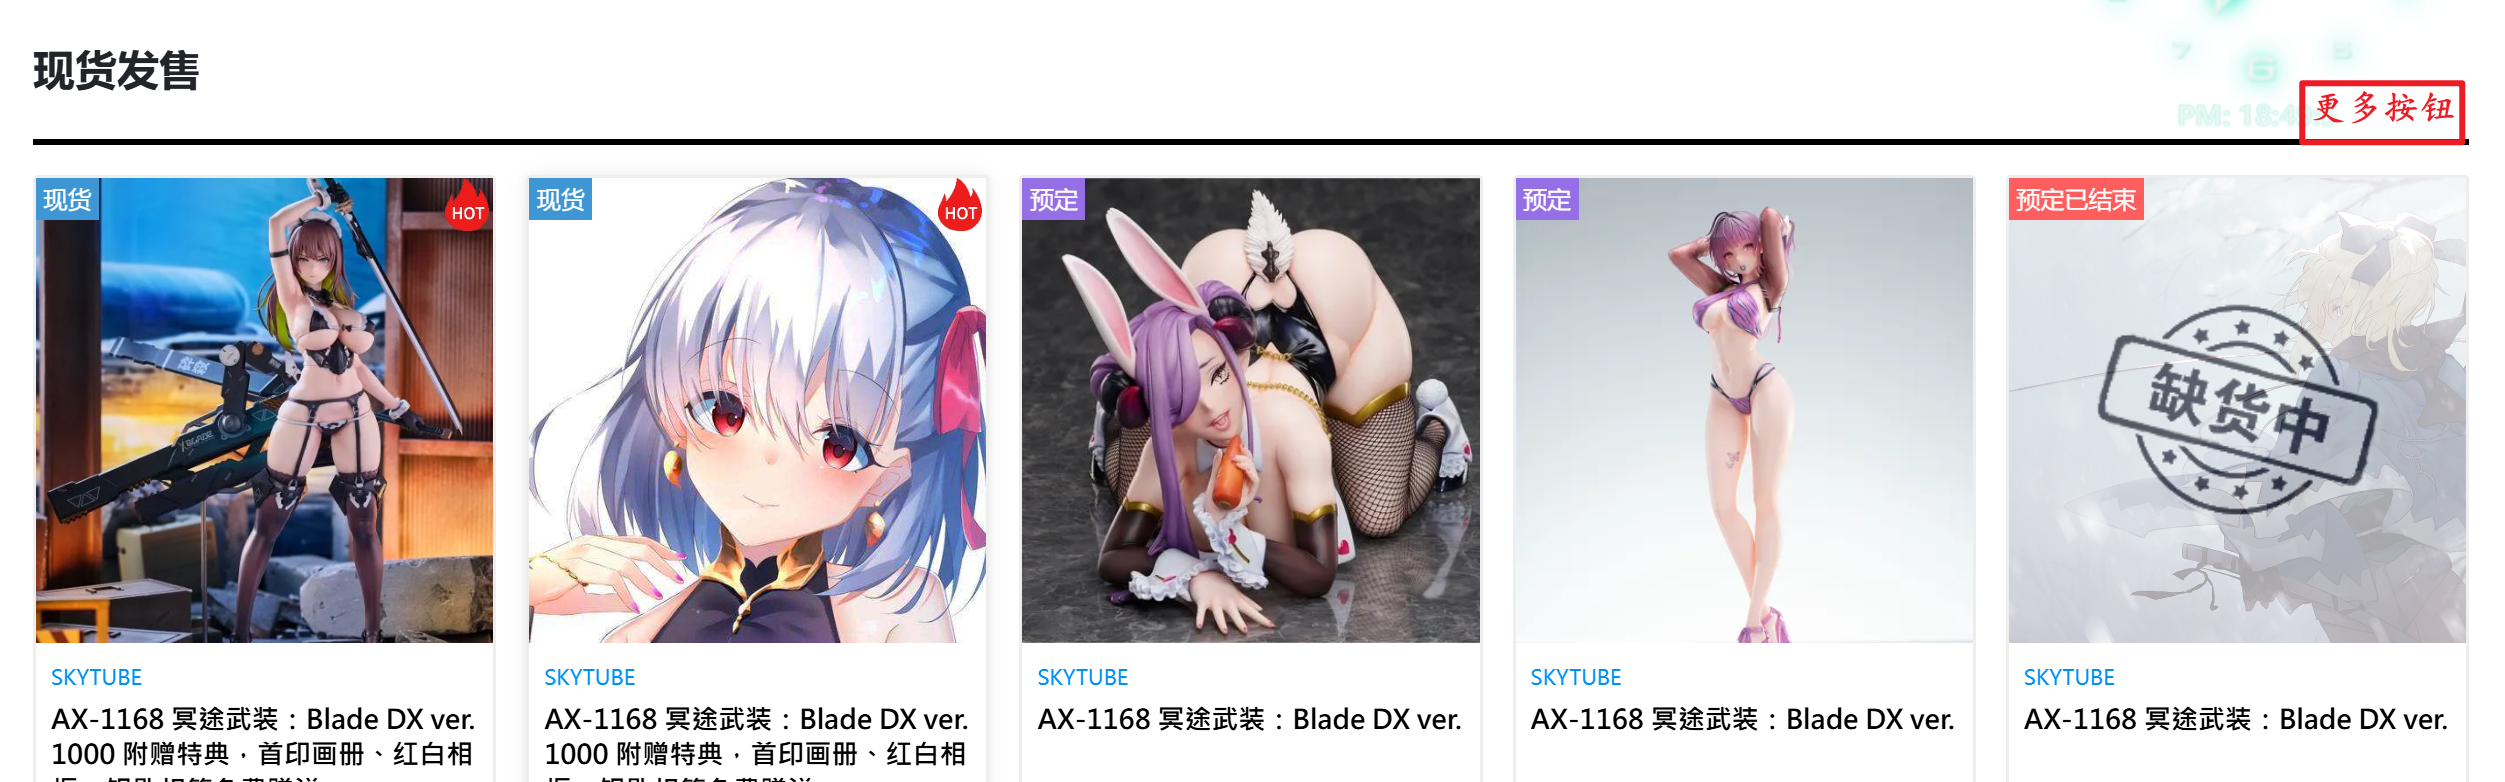 7 6 5
现货发售
更多按钮
PM: 18:4
现货
HOT
现货
HOT
预定
预定
预定已结束
缺货中
SKYTUBE
AX-1168 冥途武装：Blade DX ver.
1000 附赠特典，首印画册、红白相
SKYTUBE
AX-1168 冥途武装：Blade DX ver.
1000 附赠特典，首印画册、红白相
SKYTUBE
AX-1168 冥途武装：Blade DX ver.
SKYTUBE
AX-1168 冥途武装：Blade DX ver.
SKYTUBE
AX-1168 冥途武装：Blade DX ver.